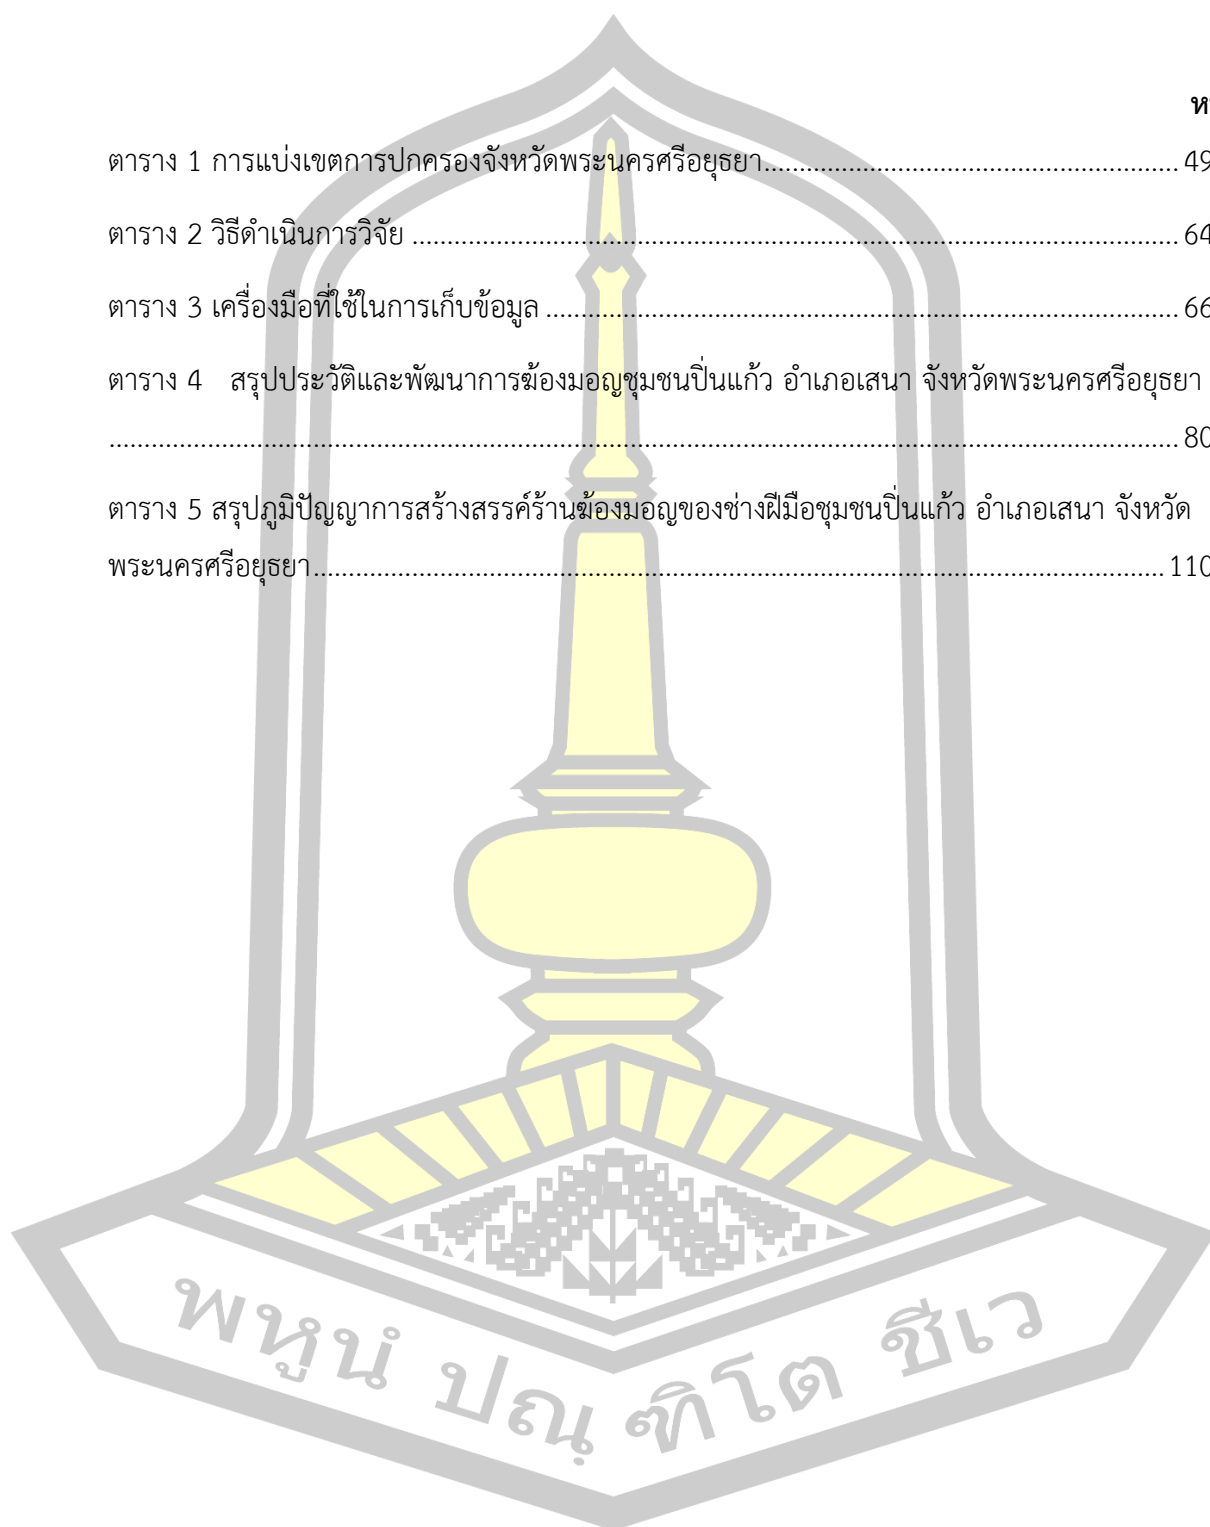 ตาราง 1 การแบ่งเขตการปกครองจังหวัดพระนครศรีอยุธยา.......................................................... 49
ตาราง 2 วิธีดำเนินการวิจัย ............................................................................................................. 64
ตาราง 3 เครื่องมือที่ใช้ในการเก็บข้อมูล .......................................................................................... 66
ตาราง 4 สรุปประวัติและพัฒนาการฆ้องมอญชุมชนปิ่นแก้ว อำเภอเสนา จังหวัดพระนครศรีอยุธยา
........................................................................................................................................................ 80
ตาราง 5 สรุปภูมิปัญญาการสร้างสรรค์ร้านฆ้องมอญของช่างฝีมือชุมชนปิ่นแก้ว อำเภอเสนา จังหวัด
พระนครศรีอยุธยา......................................................................................................................... 110
พหูนํ ปณฺฑิโต ชีเว